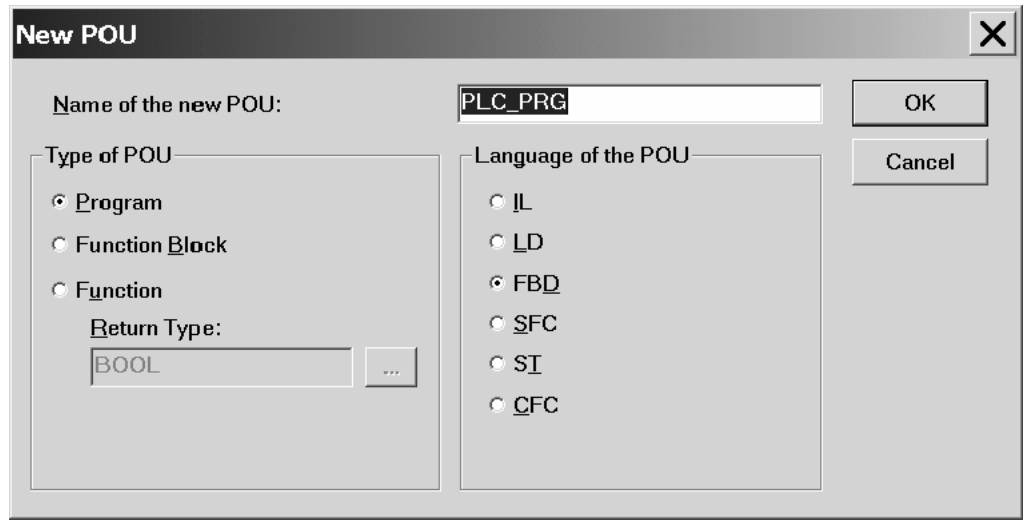 New POU
Name of the new POU:
PLC_PRG
OK
Cancel
Type of POU
Program
Function Block
Function
Return Type:
BOOL
...
Language of the POU
IL
LD
FBD
SFC
ST
CFC